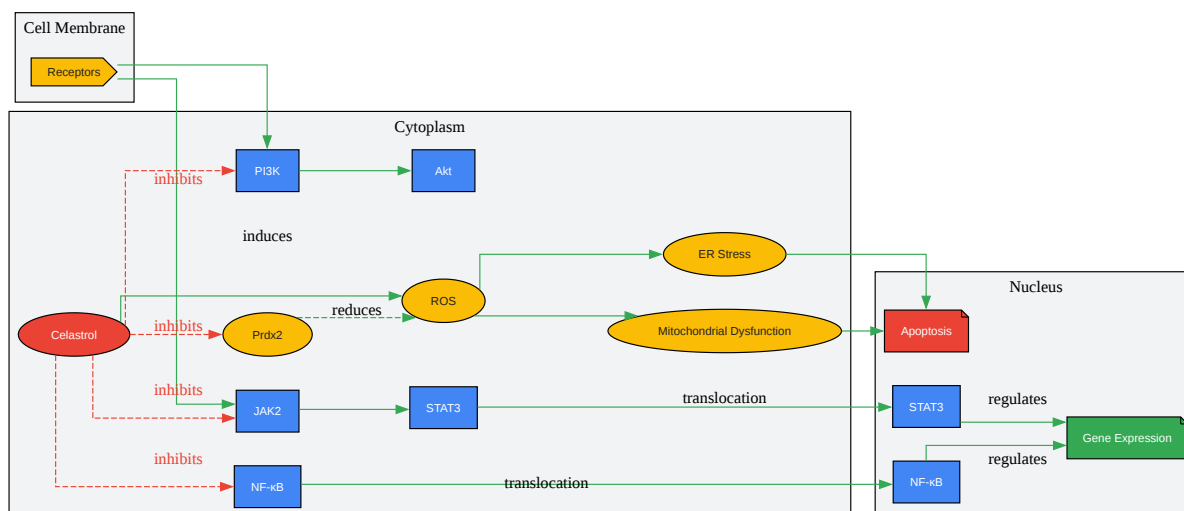 Cell Membrane
Receptors
Cytoplasm
PI3K
Akt
inhibits
induces
ER Stress
Nucleus
ROS
reduces
Celastrol
inhibits
Prdx2
Mitochondrial Dysfunction
Apoptosis
inhibits
JAK2
STAT3
translocation
STAT3
regulates
Gene Expression
inhibits
NF-κB
translocation
NF-κB
regulates